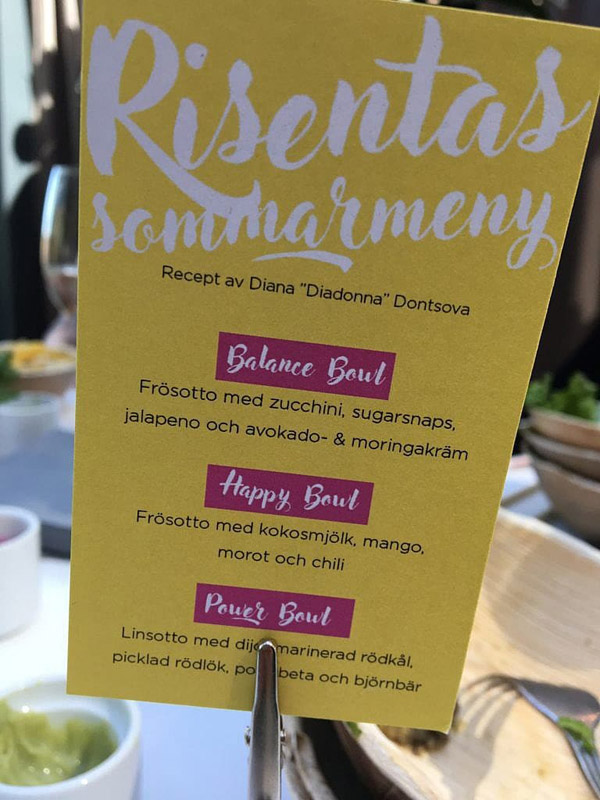 Risentas
sommarmeny
Recept av Diana "Diadonna" Dontsova
Balance Bowl
Frösotto med zucchini, sugarsnaps,
jalapeno och avokado- & moringakräm
Happy Bowl
Frösotto med kokosmjölk, mango,
morot och chili
Power Bowl
Linsotto med marinerad rödkål,
picklad rödlök, och björnbär